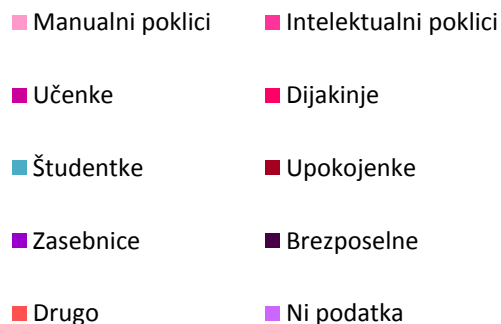 Manualni poklici Intelektualni poklici
Učenke Dijakinje
Študentke Upokojenke
Zasebnice Brezposelne
Drugo Ni podatka